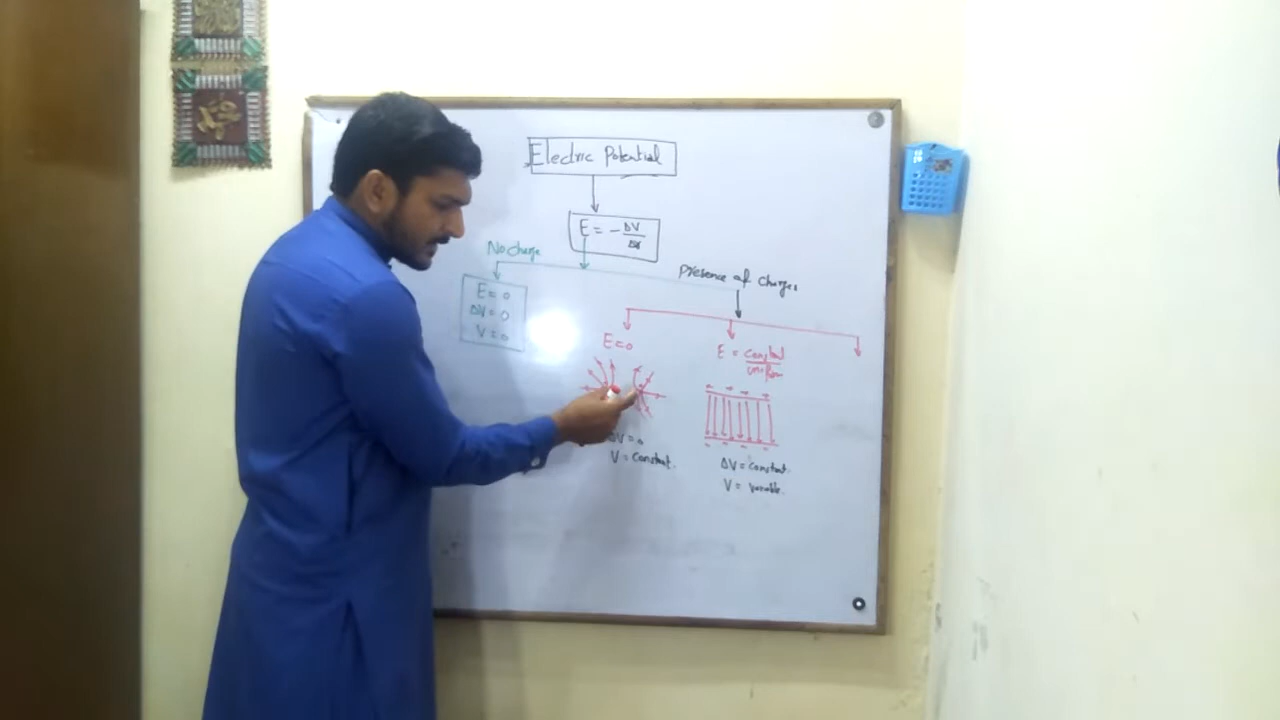 Electric Potential
E = - ΔV/Δr
No charge
Presence of Charges
E = 0
ΔV = 0
V = 0
E = 0
E = constant
uniform
ΔV = 0
V = Constant.
ΔV = Constant.
V = variable.